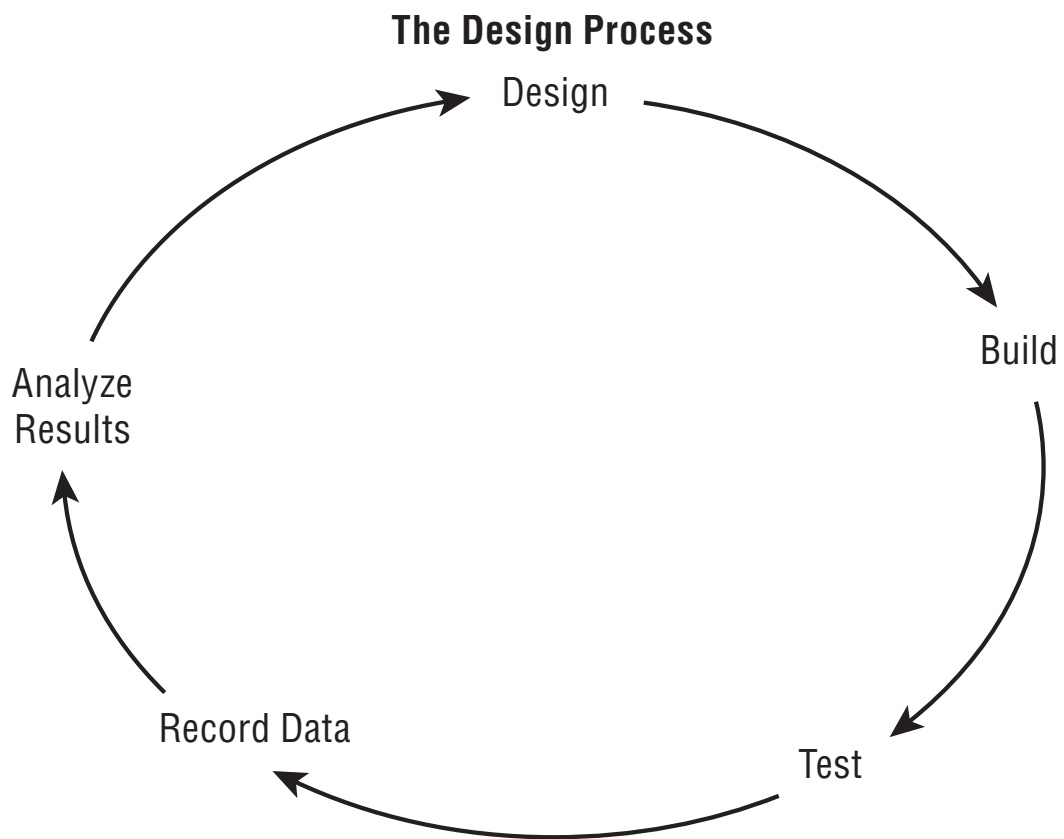 The Design Process
Design
Build
Test
Record Data
Analyze
Results